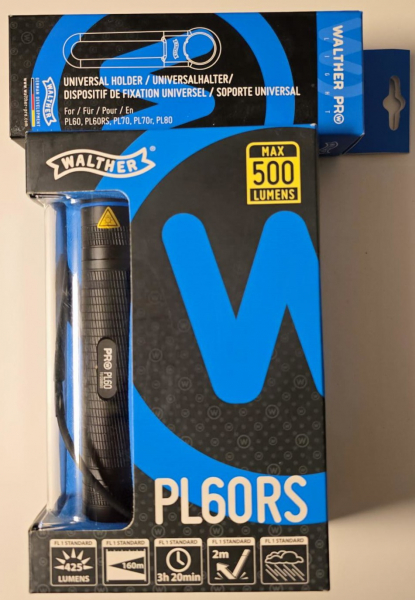 UNIVERSAL HOLDER / UNIVERSALHALTER/
DISPOSITIF DE FIXATION UNIVERSEL / SOPORTE UNIVERSAL
For / Für / Pour / En
PL60, PL60RS, PL70, PL70r, PL80
WALTHER
WALTHER PRO
LIGHT
WALTHER
MAX
500
LUMENS
PRO PL60
PL60RS
FL 1 STANDARD
425
LUMENS
FL 1 STANDARD
160m
FL 1 STANDARD
3h 20min
FL 1 STANDARD
2m
FL 1 STANDARD